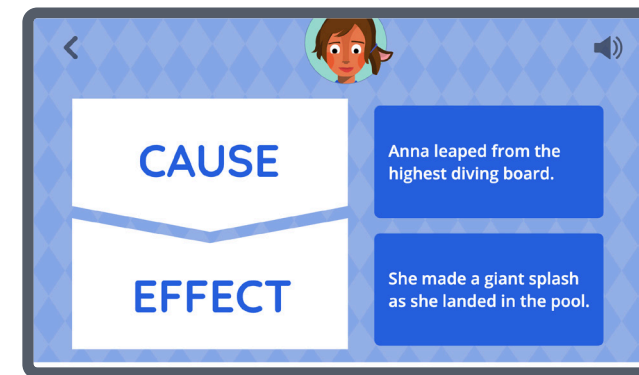 CAUSE
Anna leaped from the
highest diving board.
EFFECT
She made a giant splash
as she landed in the pool.